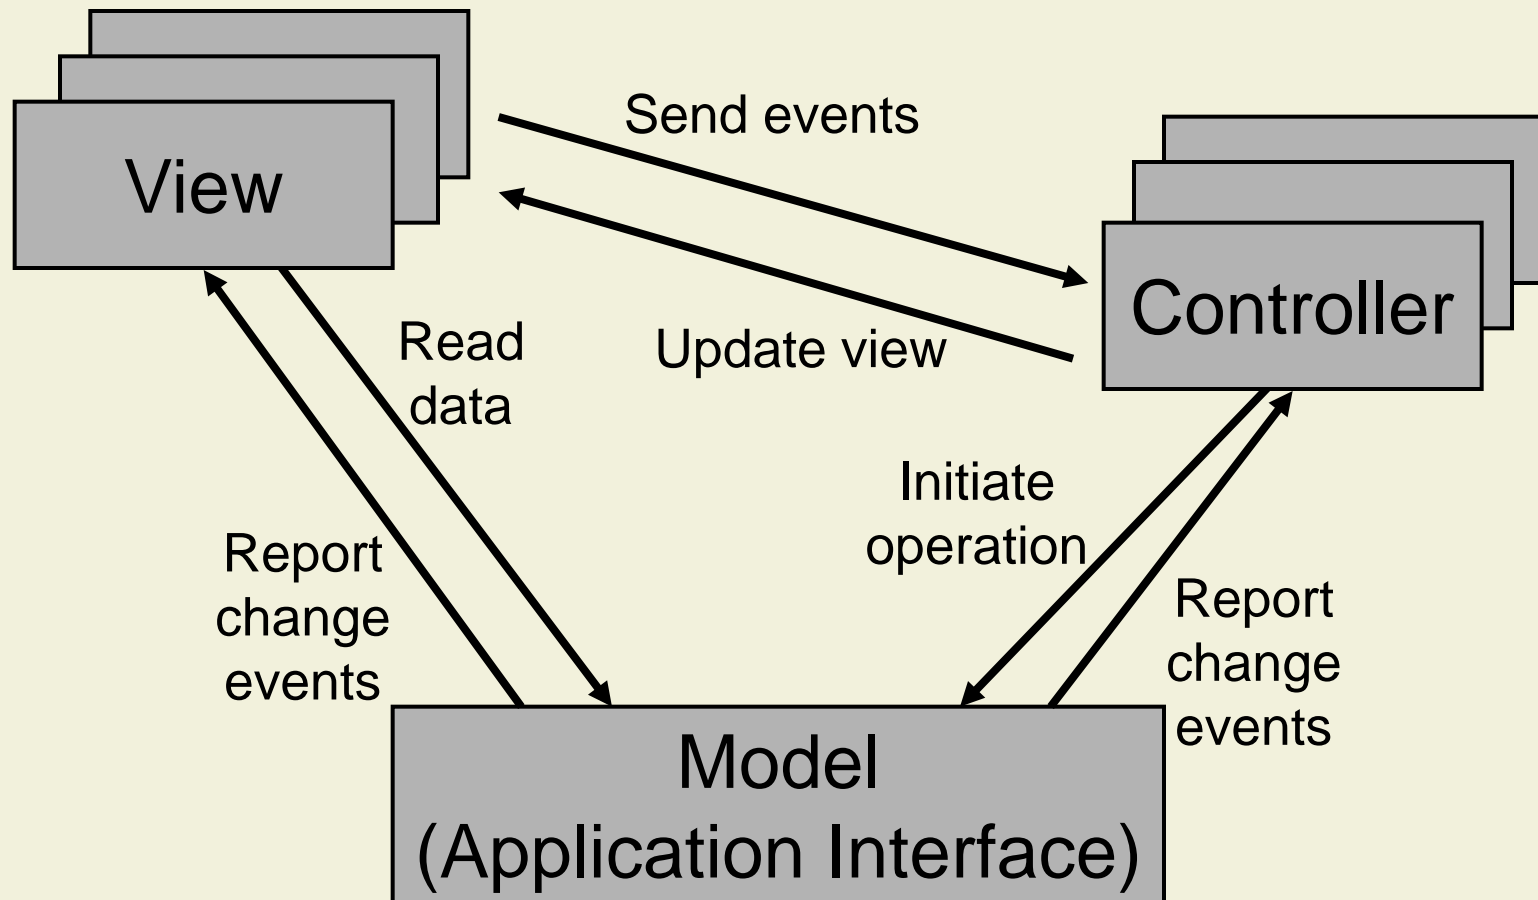 Send events
View
Controller
Read
data
Update view
Initiate
operation
Report
change
events
Report
change
events
Model
(Application Interface)